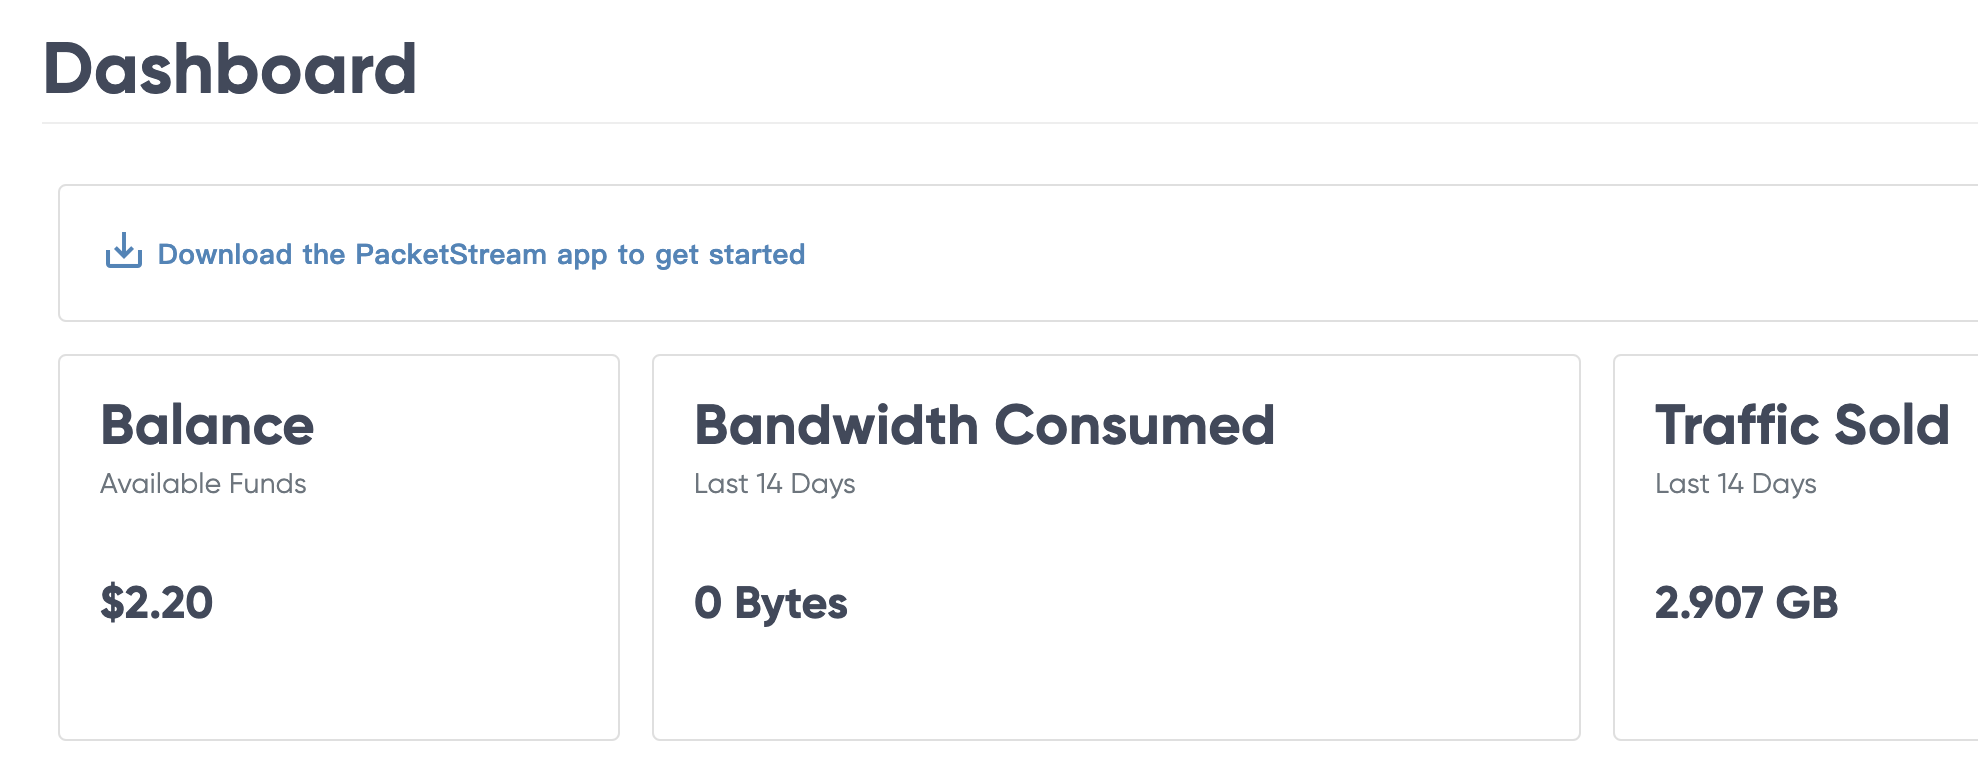 Dashboard
Download the PacketStream app to get started
Balance
Available Funds
$2.20
Bandwidth Consumed
Last 14 Days
0 Bytes
Traffic Sold
Last 14 Days
2.907 GB